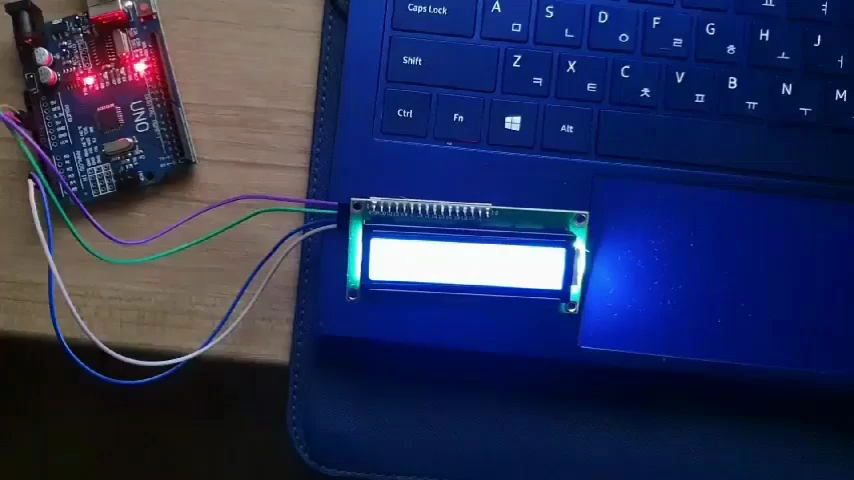 Caps Lock A ㅁ S ㄴ D ㅇ F ㄹ G ㅎ H ㅗ J ㅓ
Shift Z ㅋ X ㅌ C ㅊ V ㅍ B ㅠ N ㅜ M
Ctrl Fn Alt
UNO